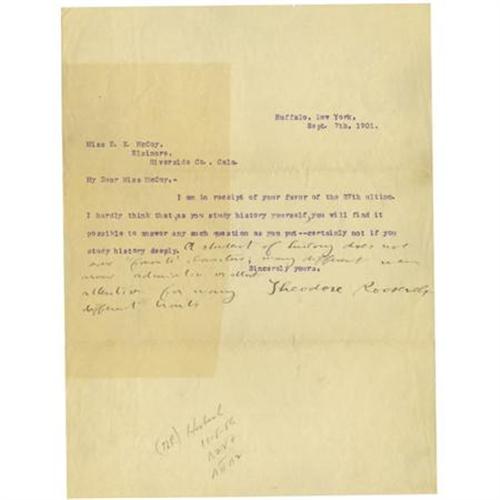 Buffalo, New York,
Sept. 7th, 1901.
Miss E. E. McCoy,
Elsinore,
Riverside Co., Cala.
My Dear Miss McCoy,-
I am in receipt of your favor of the 27th ultimo.
I hardly think that, as you study history yourself, you will find it
possible to answer any such question as you put--certainly not if you
study history deeply. A student of history does not
many different men
Sincerely yours,
attention for many Theodore Roosevelt
different traits